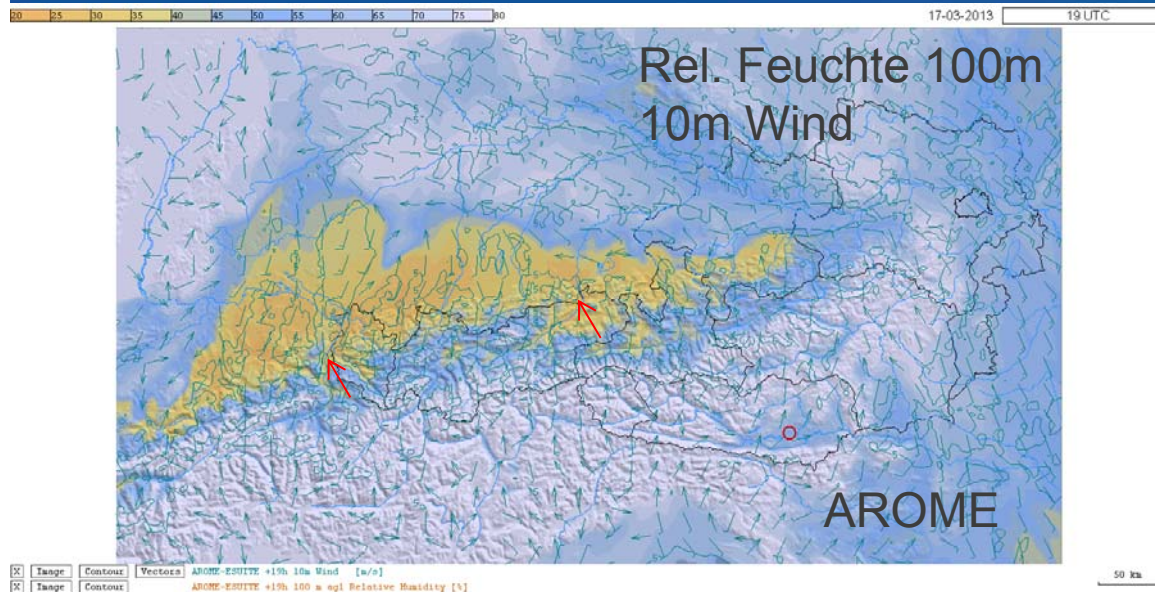 20 25 30 35 40 45 50 55 60 65 70 75 80
17-03-2013 19 UTC
Rel. Feuchte 100m
10m Wind
AROME
X Image Contour Vectors AROME-ESUITE +19h 10m Wind [m/s]
X Image Contour AROME-ESUITE +19h 100 m agl Relative Humidity [%]
50 km